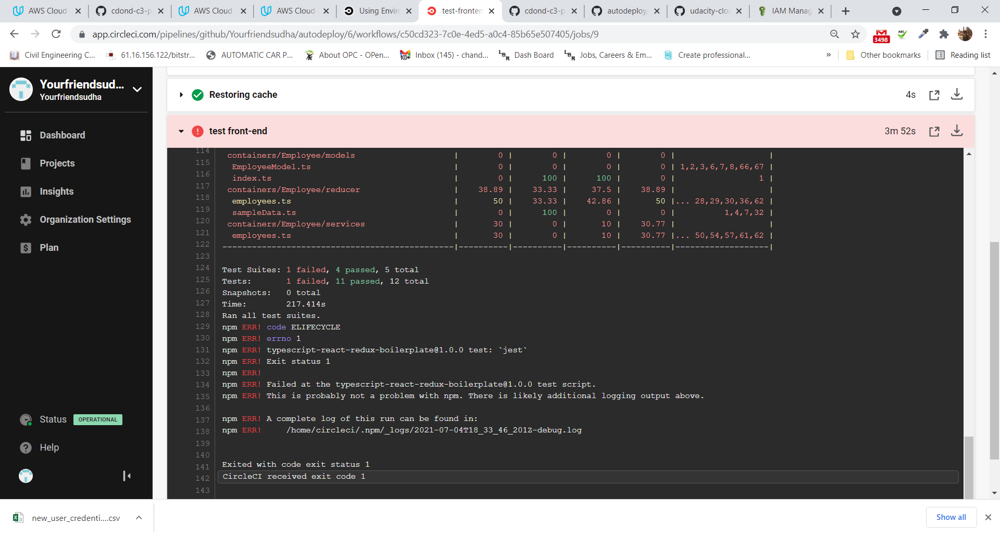 AWS Cloud
cdond-c3-p
AWS Cloud
AWS Cloud
Using Enviro
test-fronten
cdond-c3-p
autodeploy/
udacity-clou
IAM Manag
app.circleci.com/pipelines/github/Yourfriendsudha/autodeploy/6/workflows/c50cd323-7c0e-4ed5-a0c4-85b65e507405/jobs/9
3498
ABC
Civil Engineering C...
61.16.156.122/bitstr...
AUTOMATIC CAR P...
About OPC - OPen...
100+
Inbox (145) - chand...
Dash Board
Jobs, Careers & Em...
Create professional...
»
Other bookmarks
Reading list
Yourfriendsud...
Yourfriendsudha
Dashboard
Projects
Insights
Organization Settings
Plan
Status OPERATIONAL
Help
Restoring cache 4s
test front-end 3m 52s
114 containers/Employee/models | 0 | 0 | 0 | 0 | |
115 EmployeeModel.ts | 0 | 0 | 0 | 0 | 1,2,3,6,7,8,66,67 |
116 index.ts | 0 | 100 | 100 | 0 | 1 |
117 containers/Employee/reducer | 38.89 | 33.33 | 37.5 | 38.89 | |
118 employees.ts | 50 | 33.33 | 42.86 | 50 |... 28,29,30,36,62 |
119 sampleData.ts | 0 | 100 | 0 | 0 | 1,4,7,32 |
120 containers/Employee/services | 30 | 0 | 10 | 30.77 | |
121 employees.ts | 30 | 0 | 10 | 30.77 |... 50,54,57,61,62 |
122 -----------------------------------------------|----------|----------|----------|----------|-------------------|
123
124 Test Suites: 1 failed, 4 passed, 5 total
125 Tests: 1 failed, 11 passed, 12 total
126 Snapshots: 0 total
127 Time: 217.414s
128 Ran all test suites.
129 npm ERR! code ELIFECYCLE
130 npm ERR! errno 1
131 npm ERR! typescript-react-redux-boilerplate@1.0.0 test: `jest`
132 npm ERR! Exit status 1
133 npm ERR!
134 npm ERR! Failed at the typescript-react-redux-boilerplate@1.0.0 test script.
135 npm ERR! This is probably not a problem with npm. There is likely additional logging output above.
136
137 npm ERR! A complete log of this run can be found in:
138 npm ERR! /home/circleci/.npm/_logs/2021-07-04T18_33_46_201Z-debug.log
139
140
141 Exited with code exit status 1
142 CircleCI received exit code 1
143
new_user_credenti....csv
Show all